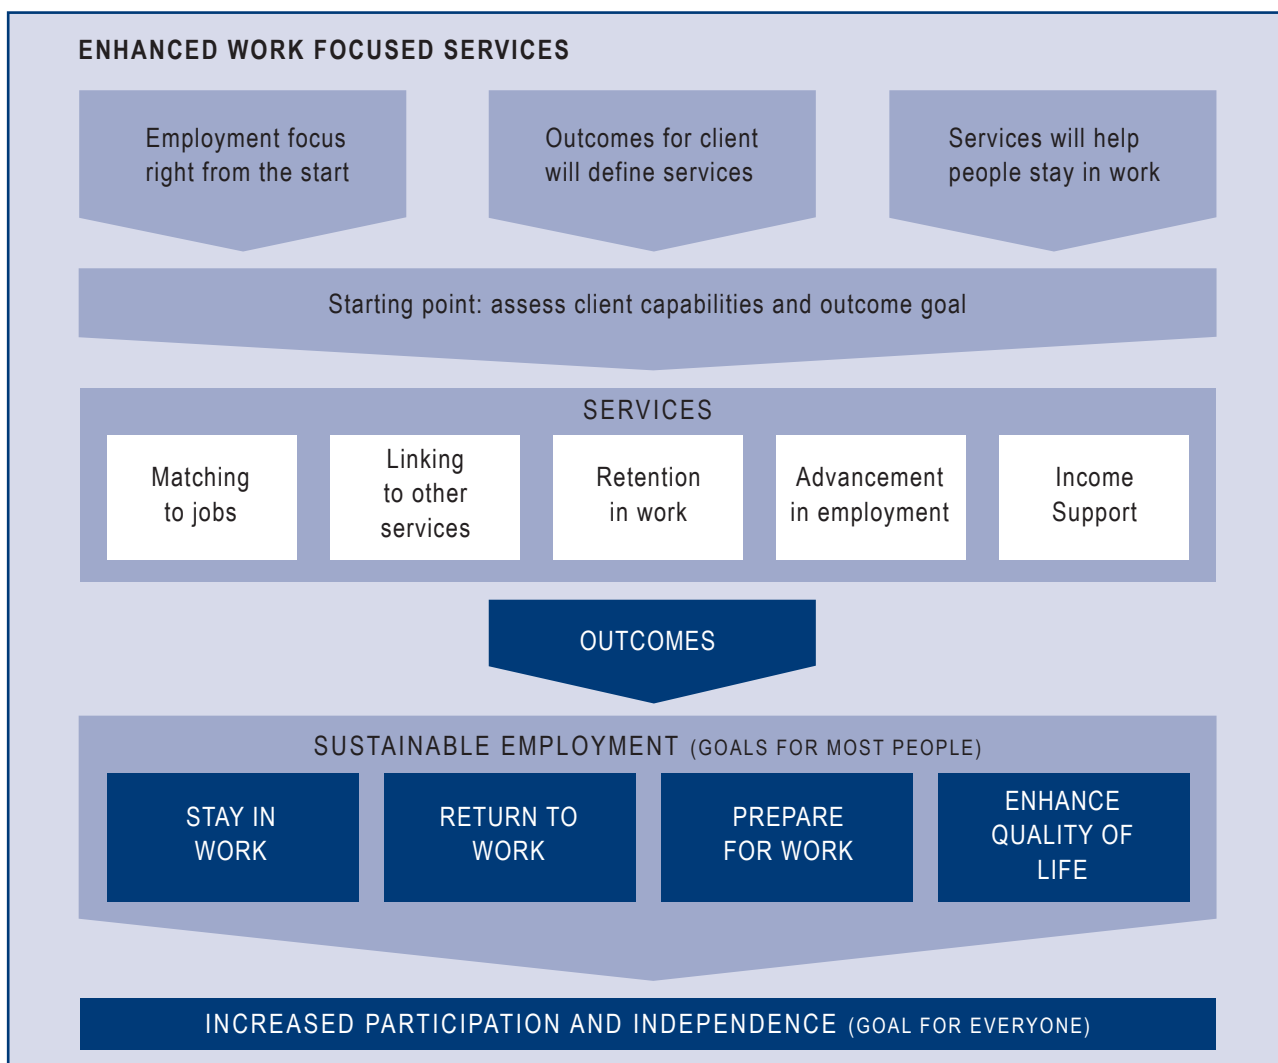 ENHANCED WORK FOCUSED SERVICES
Employment focus
right from the start
Outcomes for client
will define services
Services will help
people stay in work
Starting point: assess client capabilities and outcome goal
SERVICES
Matching
to jobs
Linking
to other
services
Retention
in work
Advancement
in employment
Income
Support
OUTCOMES
SUSTAINABLE EMPLOYMENT (GOALS FOR MOST PEOPLE)
STAY IN
WORK
RETURN TO
WORK
PREPARE
FOR WORK
ENHANCE
QUALITY OF
LIFE
INCREASED PARTICIPATION AND INDEPENDENCE (GOAL FOR EVERYONE)